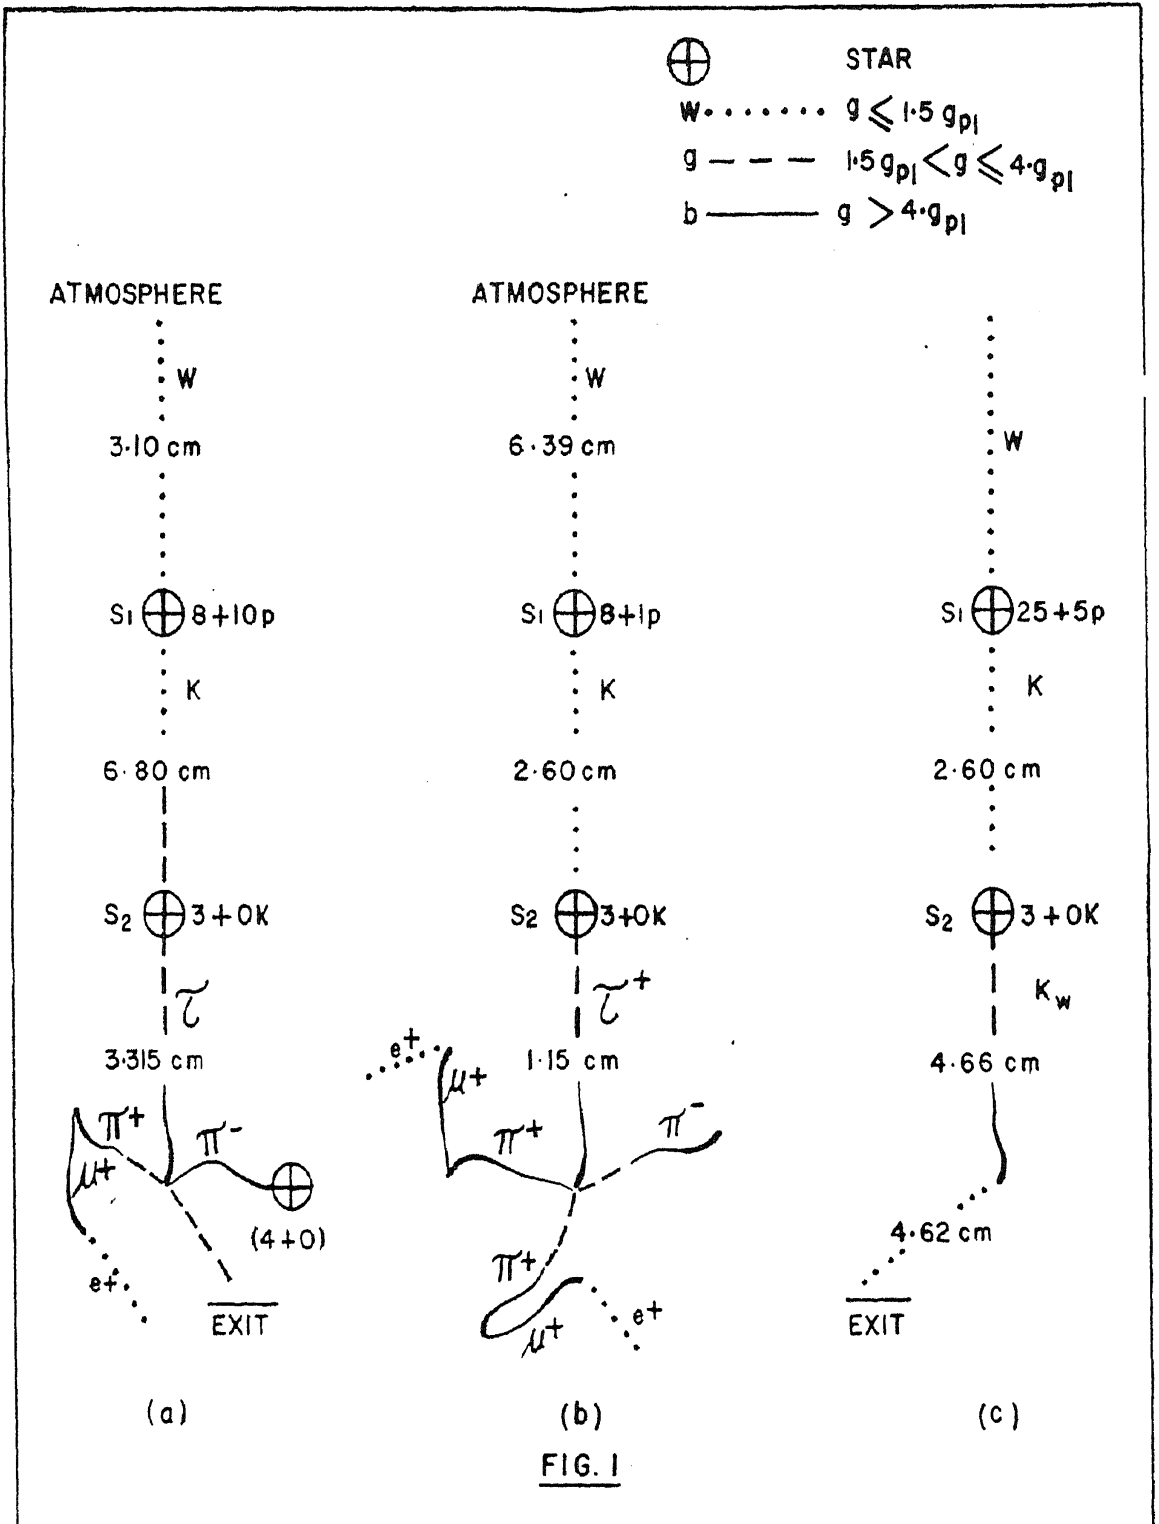 STAR
W g ⩽ 1·5 gpl
g 1.5gpl < g ⩽ 4·gpl
b g > 4·gpl
ATMOSPHERE ATMOSPHERE
W W W
3·10 cm 6·39 cm
S1 8+10p S1 8+1p S1 25+5p
K K K
6·80 cm 2·60 cm 2·60 cm
S2 3+0K S2 3+0K S2 3+0K
τ τ+ Kw
3·315 cm e+ μ+ 1·15 cm 4·66 cm
π+ π- π+ π-
μ+
(4+0) 4·62 cm
e+ π+ μ+ e+
EXIT EXIT
(a) (b) (c)
FIG. 1